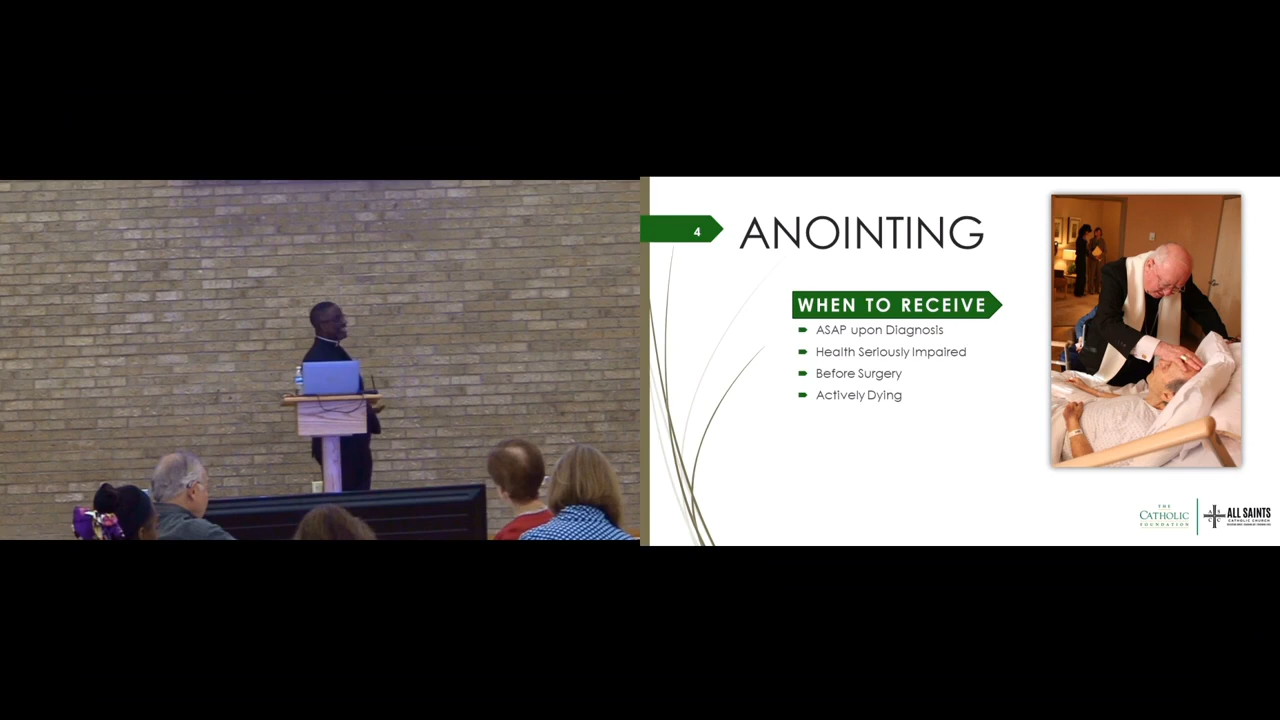 4
ANOINTING
WHEN TO RECEIVE
ASAP upon Diagnosis
Health Seriously Impaired
Before Surgery
Actively Dying
THE
CATHOLIC
FOUNDATION
ALL SAINTS
CATHOLIC CHURCH